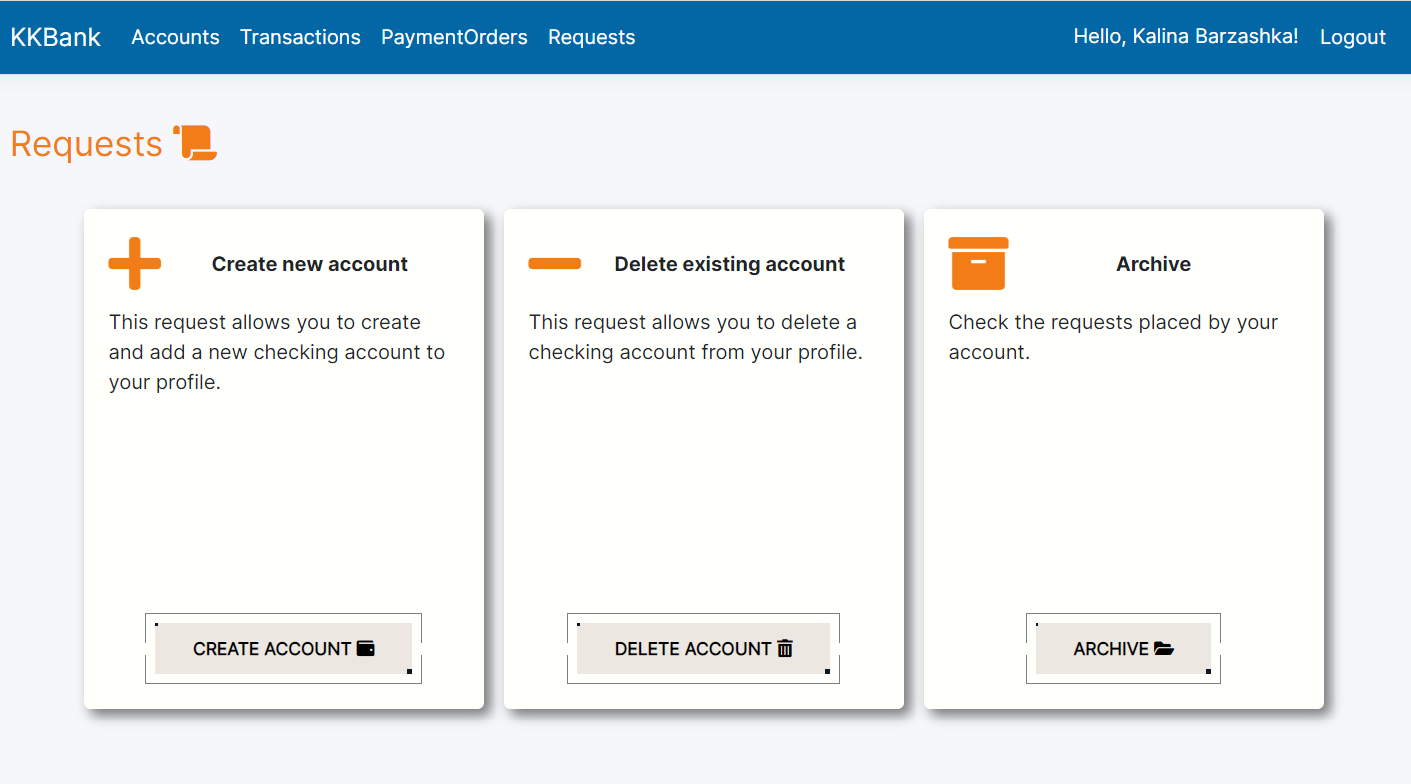 KKBank Accounts Transactions PaymentOrders Requests Hello, Kalina Barzashka! Logout
Requests
Create new account
This request allows you to create
and add a new checking account to
your profile.
CREATE ACCOUNT
Delete existing account
This request allows you to delete a
checking account from your profile.
DELETE ACCOUNT
Archive
Check the requests placed by your
account.
ARCHIVE